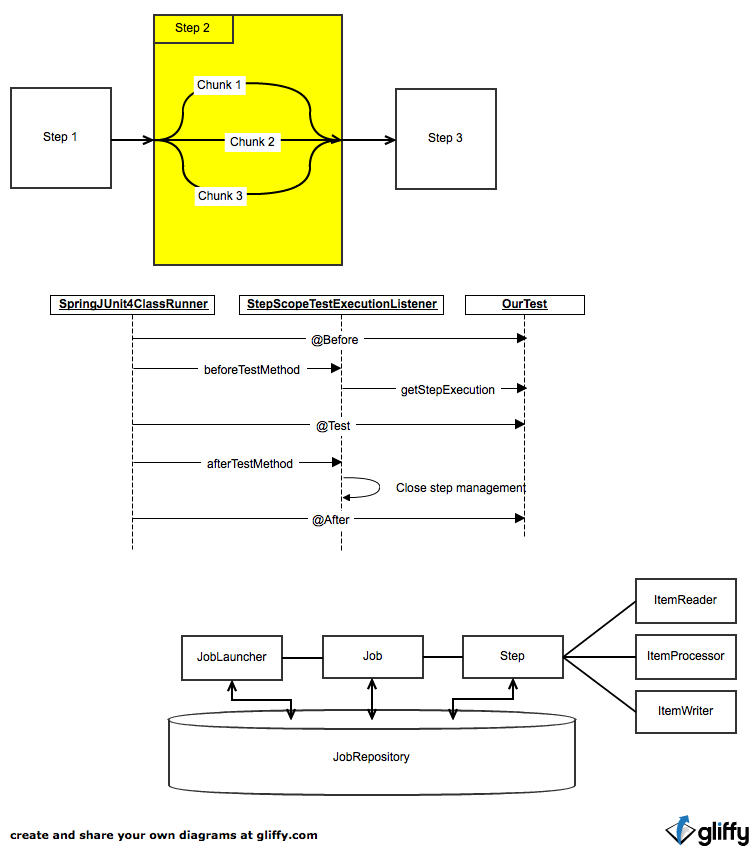 Step 2
Chunk 1
Step 1
Chunk 2
Step 3
Chunk 3
SpringJUnit4ClassRunner
StepScopeTestExecutionListener
OurTest
@Before
beforeTestMethod
getStepExecution
@Test
afterTestMethod
Close step management
@After
ItemReader
JobLauncher
Job
Step
ItemProcessor
ItemWriter
JobRepository
create and share your own diagrams at gliffy.com
gliffy